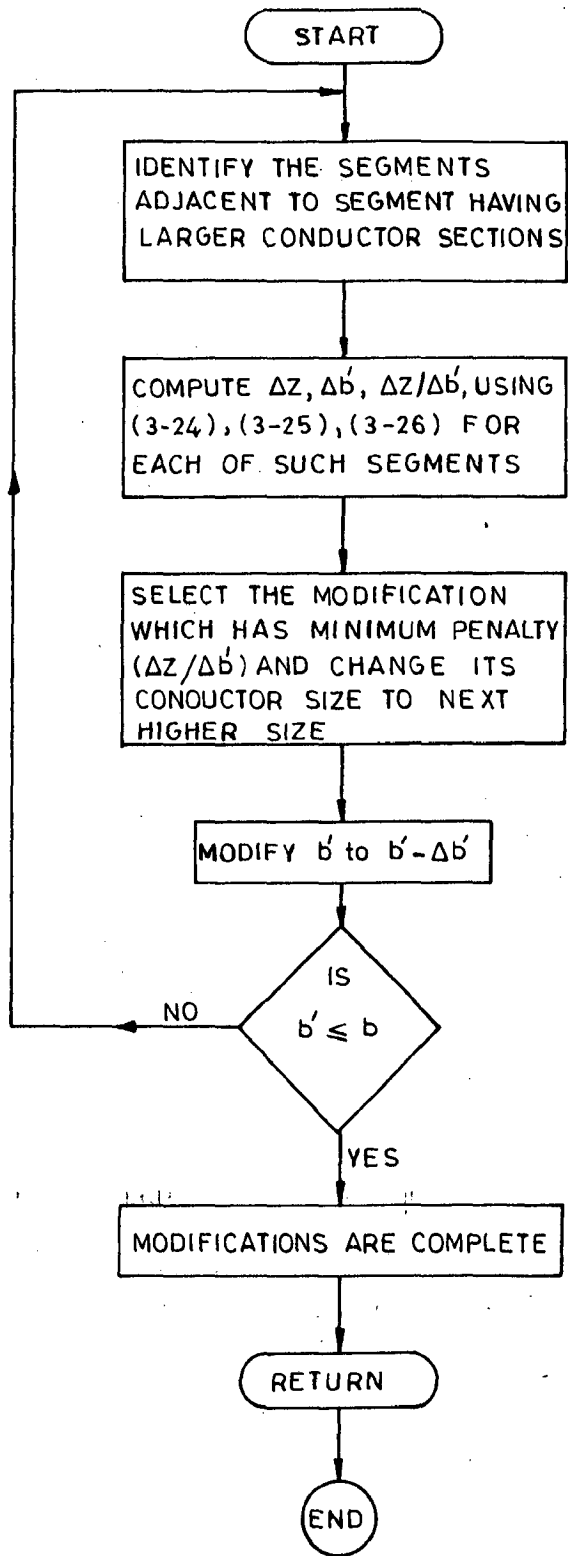 START
IDENTIFY THE SEGMENTS
ADJACENT TO SEGMENT HAVING
LARGER CONDUCTOR SECTIONS
COMPUTE ΔZ, Δb′, ΔZ/Δb′, USING
(3-24), (3-25), (3-26) FOR
EACH OF SUCH SEGMENTS
SELECT THE MODIFICATION
WHICH HAS MINIMUM PENALTY
(ΔZ/Δb′) AND CHANGE ITS
CONDUCTOR SIZE TO NEXT
HIGHER SIZE
MODIFY b′ to b′-Δb′
IS
b′ ≤ b
NO
YES
MODIFICATIONS ARE COMPLETE
RETURN
END